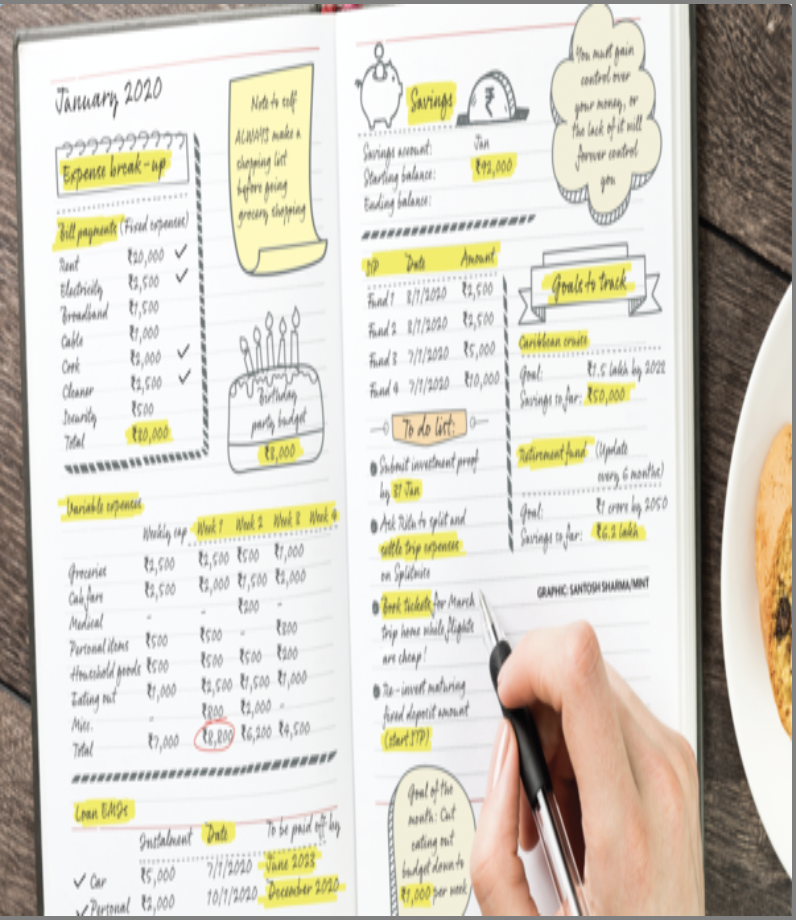 January 2020
Expense break-up
Bill payments (Fixed expenses)
Rent ₹20,000 ✓
Electricity ₹2,500 ✓
Broadband ₹1,500
Cable ₹1,000
Cook ₹2,000 ✓
Cleaner ₹2,500 ✓
Security ₹500
Total ₹30,000
Note to self
ALWAYS make a
shopping list
before going
grocery shopping
Birthday
party budget
₹8,000
Variable expenses
Weekly cap Week 1 Week 2 Week 3 Week 4
Groceries ₹2,500 ₹2,500 ₹500 ₹1,000
Cab fare ₹2,500 ₹2,000 ₹1,500 ₹2,000
Medical - - ₹200 -
Personal items ₹500 ₹500 - ₹300
Household goods ₹500 ₹500 ₹500 ₹200
Eating out ₹1,000 ₹2,500 ₹1,500 ₹1,000
Misc. - ₹800 ₹2,000 -
Total ₹7,000 ₹8,800 ₹6,200 ₹4,500
Loan EMIs
Instalment Date To be paid off by
✓ Car ₹5,000 7/1/2020 June 2023
✓ Personal ₹2,000 10/1/2020 December 2020
Savings
₹
Savings account: Jan
Starting balance: ₹92,000
Ending balance:
You must gain
control over
your money, or
the lack of it will
forever control
you
SIP Date Amount
Fund 1 8/1/2020 ₹2,500
Fund 2 8/1/2020 ₹2,500
Fund 3 7/1/2020 ₹5,000
Fund 4 7/1/2020 ₹10,000
Goals to track
Caribbean cruise
Goal: ₹1.5 lakh by 2022
Savings so far: ₹50,000
Retirement fund (Update
every 6 months)
Goal: ₹1 crore by 2050
Savings so far: ₹6.2 lakh
To do list:
Submit investment proof
by 31 Jan
Ask Ritu to split and
settle trip expenses
on Splitwise
Book tickets for March
trip home while flights
are cheap!
Re-invest maturing
fixed deposit amount
(start STP)
GRAPHIC: SANTOSH SHARMA/MINT
Goal of the
month: Cut
eating out
budget down to
₹1,000 per week